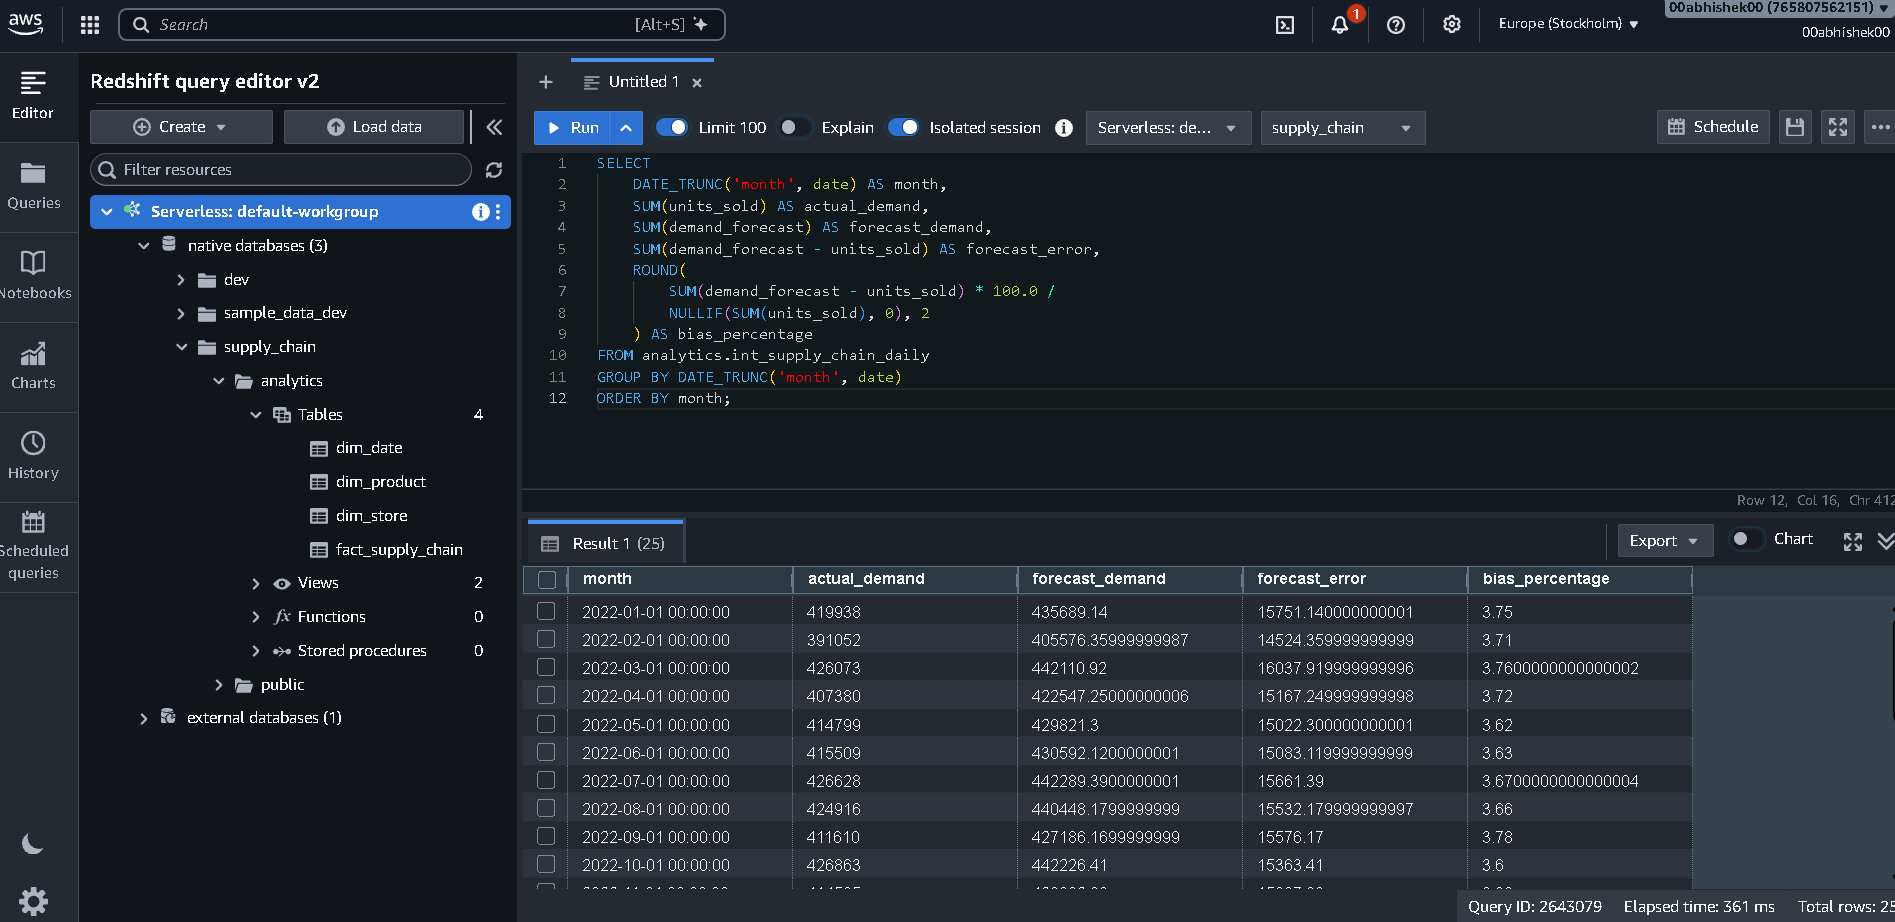 aws
Search [Alt+S]
1
Europe (Stockholm)
00abhishek00 (765807562151)
00abhishek00
Editor
Queries
Notebooks
Charts
History
Scheduled
queries
Redshift query editor v2
Create
Load data
Filter resources
Serverless: default-workgroup
native databases (3)
dev
sample_data_dev
supply_chain
analytics
Tables 4
dim_date
dim_product
dim_store
fact_supply_chain
Views 2
fx Functions 0
Stored procedures 0
public
external databases (1)
Untitled 1
Run Limit 100 Explain Isolated session Serverless: de... supply_chain Schedule
1 SELECT
2 DATE_TRUNC('month', date) AS month,
3 SUM(units_sold) AS actual_demand,
4 SUM(demand_forecast) AS forecast_demand,
5 SUM(demand_forecast - units_sold) AS forecast_error,
6 ROUND(
7 SUM(demand_forecast - units_sold) * 100.0 /
8 NULLIF(SUM(units_sold), 0), 2
9 ) AS bias_percentage
10 FROM analytics.int_supply_chain_daily
11 GROUP BY DATE_TRUNC('month', date)
12 ORDER BY month;
Row 12, Col 16, Chr 412
Result 1 (25)
Export
Chart
month actual_demand forecast_demand forecast_error bias_percentage
2022-01-01 00:00:00 419938 435689.14 15751.140000000001 3.75
2022-02-01 00:00:00 391052 405576.35999999987 14524.359999999999 3.71
2022-03-01 00:00:00 426073 442110.92 16037.919999999996 3.7600000000000002
2022-04-01 00:00:00 407380 422547.25000000006 15167.249999999998 3.72
2022-05-01 00:00:00 414799 429821.3 15022.300000000001 3.62
2022-06-01 00:00:00 415509 430592.1200000001 15083.119999999999 3.63
2022-07-01 00:00:00 426628 442289.3900000001 15661.39 3.6700000000000004
2022-08-01 00:00:00 424916 440448.1799999999 15532.179999999997 3.66
2022-09-01 00:00:00 411610 427186.1699999999 15576.17 3.78
2022-10-01 00:00:00 426863 442226.41 15363.41 3.6
Query ID: 2643079 Elapsed time: 361 ms Total rows: 25